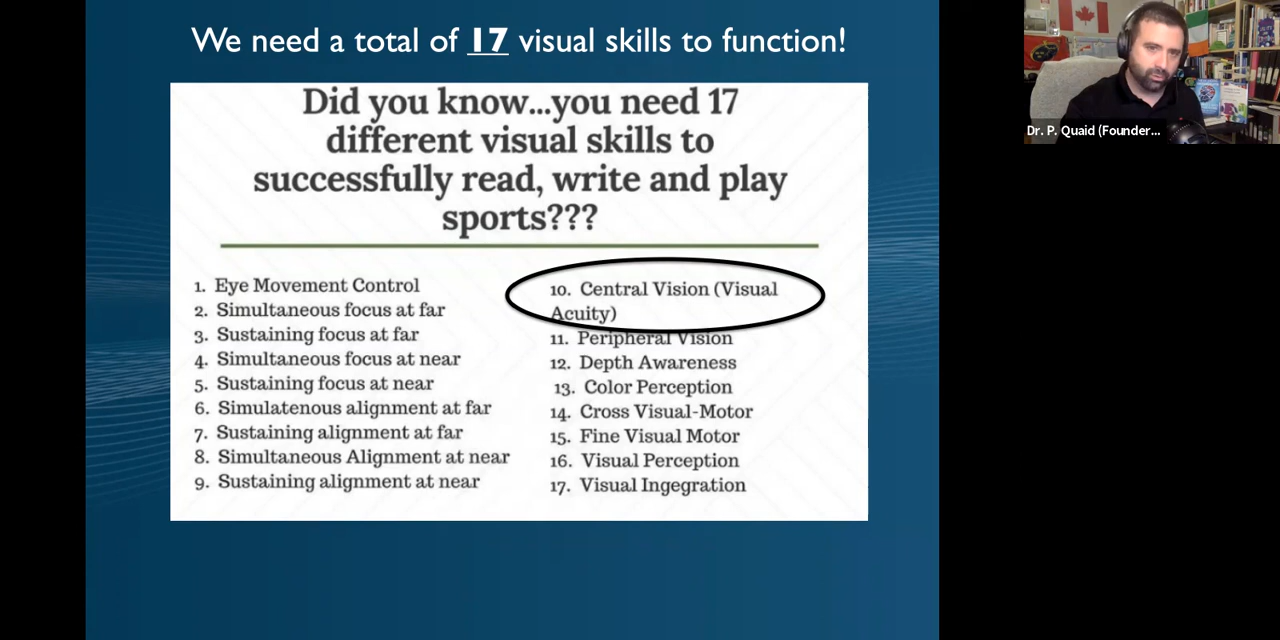 We need a total of 17 visual skills to function!
Did you know...you need 17
different visual skills to
successfully read, write and play
sports???
1. Eye Movement Control
2. Simultaneous focus at far
3. Sustaining focus at far
4. Simultaneous focus at near
5. Sustaining focus at near
6. Simulatenous alignment at far
7. Sustaining alignment at far
8. Simultaneous Alignment at near
9. Sustaining alignment at near
10. Central Vision (Visual
Acuity)
11. Peripheral Vision
12. Depth Awareness
13. Color Perception
14. Cross Visual-Motor
15. Fine Visual Motor
16. Visual Perception
17. Visual Ingegration
Dr. P. Quaid (Founder...